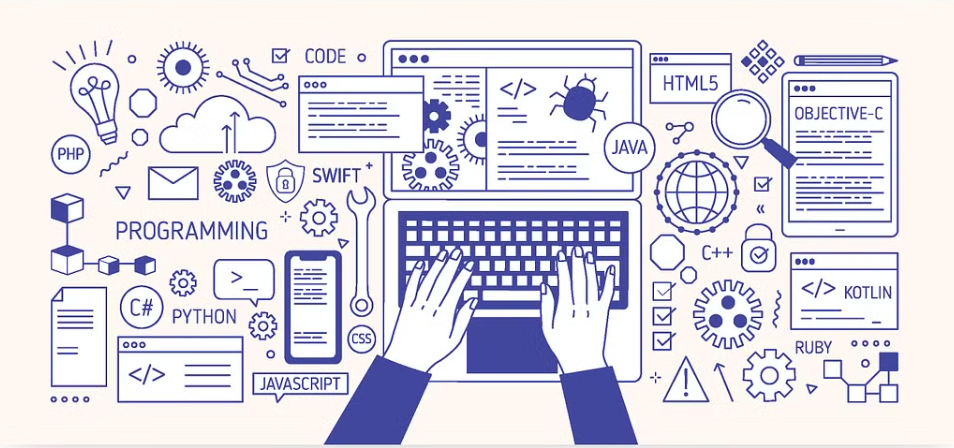 CODE
HTML5
</>
OBJECTIVE-C
PHP
JAVA
SWIFT
«
PROGRAMMING
C++
>_
C#
PYTHON
</> KOTLIN
CSS
RUBY
</>
JAVASCRIPT
!